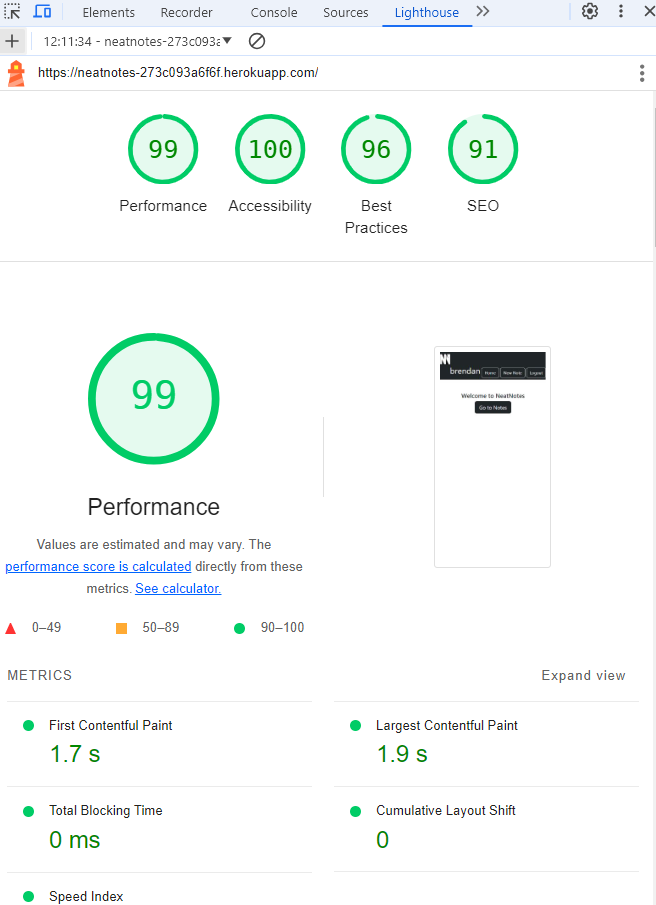 Elements Recorder Console Sources Lighthouse
12:11:34 - neatnotes-273c093a
https://neatnotes-273c093a6f6f.herokuapp.com/
99 100 96 91
Performance Accessibility Best Practices SEO
99
brendan Home New Note Logout
Welcome to NeatNotes
Go to Notes
Performance
Values are estimated and may vary. The
performance score is calculated directly from these
metrics. See calculator.
0–49 50–89 90–100
METRICS Expand view
First Contentful Paint
1.7 s
Largest Contentful Paint
1.9 s
Total Blocking Time
0 ms
Cumulative Layout Shift
0
Speed Index